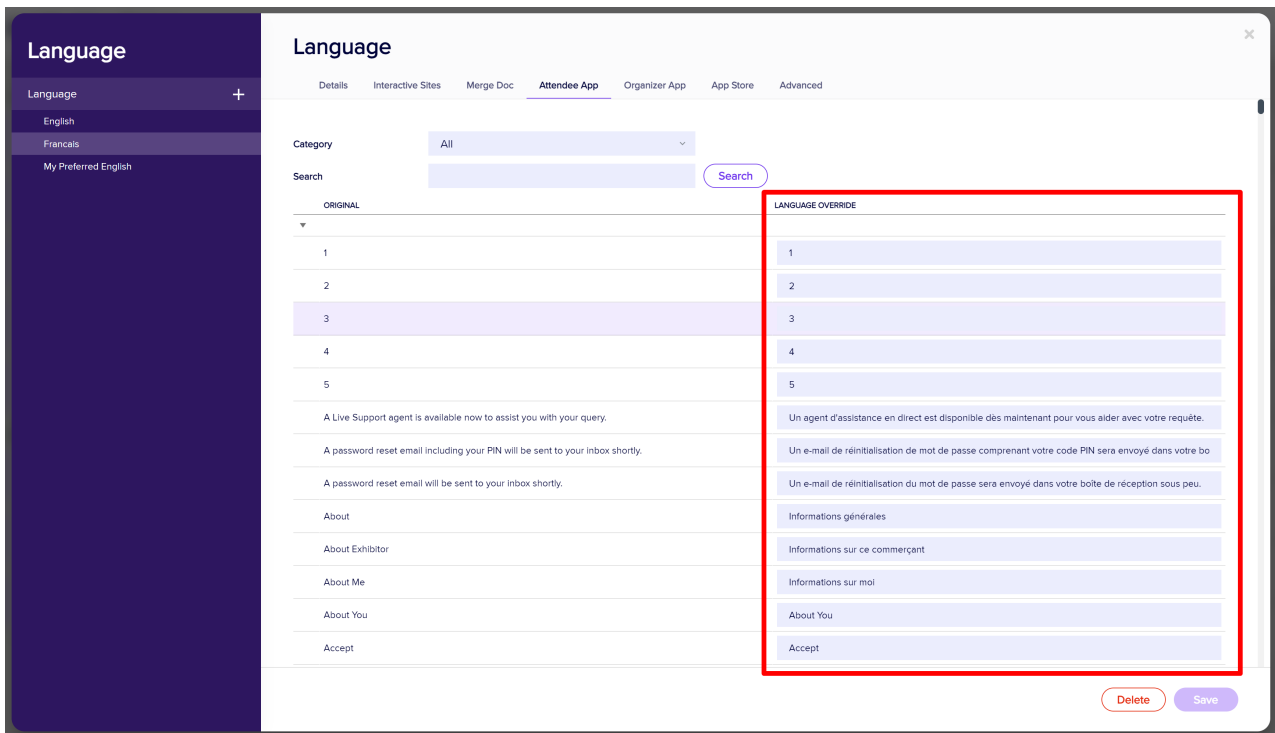 Language
Language +
English
Francais
My Preferred English
Language
Details Interactive Sites Merge Doc Attendee App Organizer App App Store Advanced
Category All
Search Search
ORIGINAL LANGUAGE OVERRIDE
1 1
2 2
3 3
4 4
5 5
A Live Support agent is available now to assist you with your query. Un agent d'assistance en direct est disponible dès maintenant pour vous aider avec votre requête.
A password reset email including your PIN will be sent to your inbox shortly. Un e-mail de réinitialisation de mot de passe comprenant votre code PIN sera envoyé dans votre bo
A password reset email will be sent to your inbox shortly. Un e-mail de réinitialisation du mot de passe sera envoyé dans votre boîte de réception sous peu.
About Informations générales
About Exhibitor Informations sur ce commerçant
About Me Informations sur moi
About You About You
Accept Accept
Delete Save